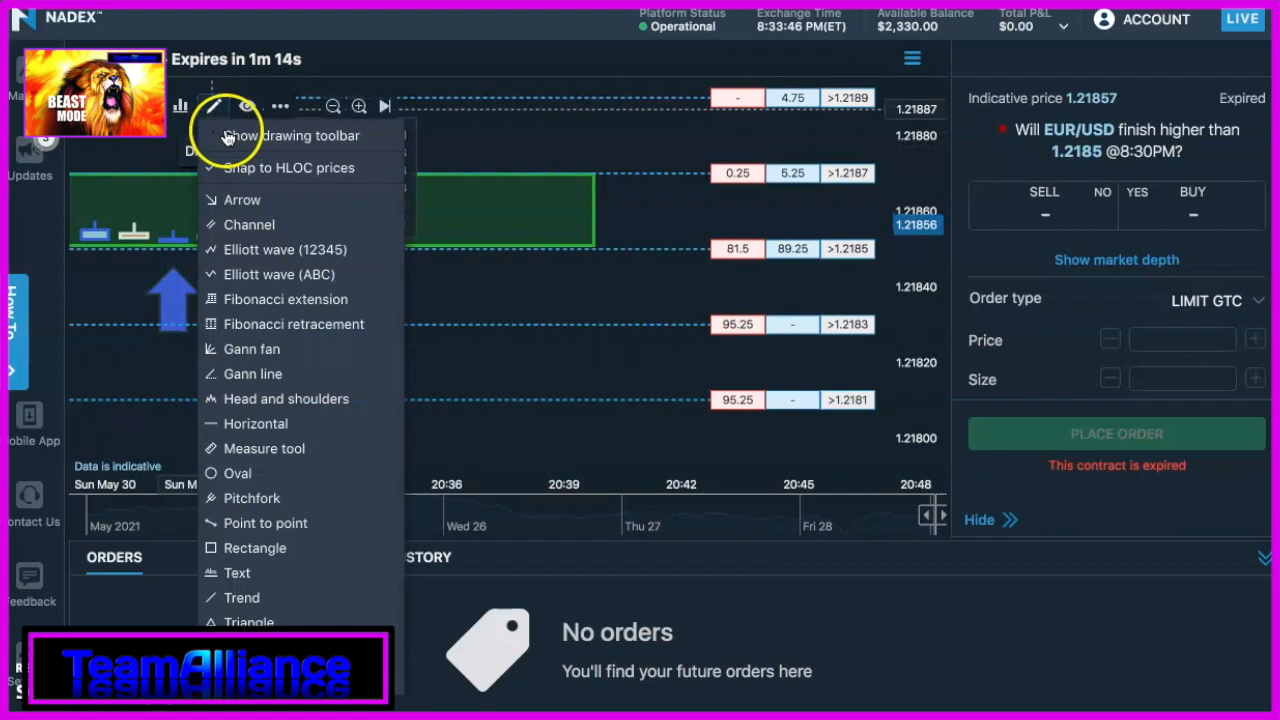 NADEX™
Platform Status
Operational
Exchange Time
8:33:46 PM(ET)
Available Balance
$2,330.00
Total P&L
$0.00
ACCOUNT
LIVE
BEAST
MODE
Expires in 1m 14s
3
Updates
How To
Mobile App
Contact Us
Feedback
Show drawing toolbar
Snap to HLOC prices
Arrow
Channel
Elliott wave (12345)
Elliott wave (ABC)
Fibonacci extension
Fibonacci retracement
Gann fan
Gann line
Head and shoulders
Horizontal
Measure tool
Oval
Pitchfork
Point to point
Rectangle
Text
Trend
Triangle
- 4.75 >1.2189
0.25 5.25 >1.2187
81.5 89.25 >1.2185
95.25 - >1.2183
95.25 - >1.2181
1.21887
1.21880
1.21860
1.21856
1.21840
1.21820
1.21800
Data is indicative
Sun May 30 Sun M 20:36 20:39 20:42 20:45 20:48
May 2021 Wed 26 Thu 27 Fri 28
Indicative price 1.21857 Expired
Will EUR/USD finish higher than
1.2185 @8:30PM?
SELL NO YES BUY
- -
Show market depth
Order type LIMIT GTC
Price
Size
PLACE ORDER
This contract is expired
Hide
ORDERS
STORY
No orders
You'll find your future orders here
TeamAlliance